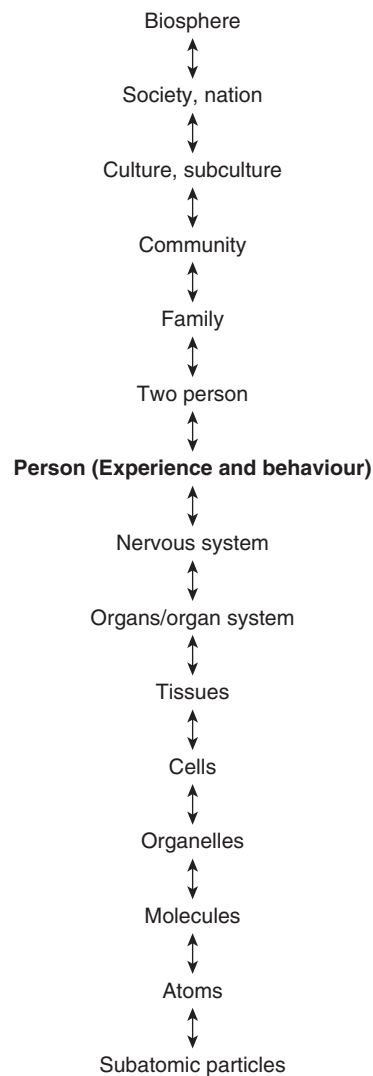 Biosphere
Society, nation
Culture, subculture
Community
Family
Two person
Person (Experience and behaviour)
Nervous system
Organs/organ system
Tissues
Cells
Organelles
Molecules
Atoms
Subatomic particles